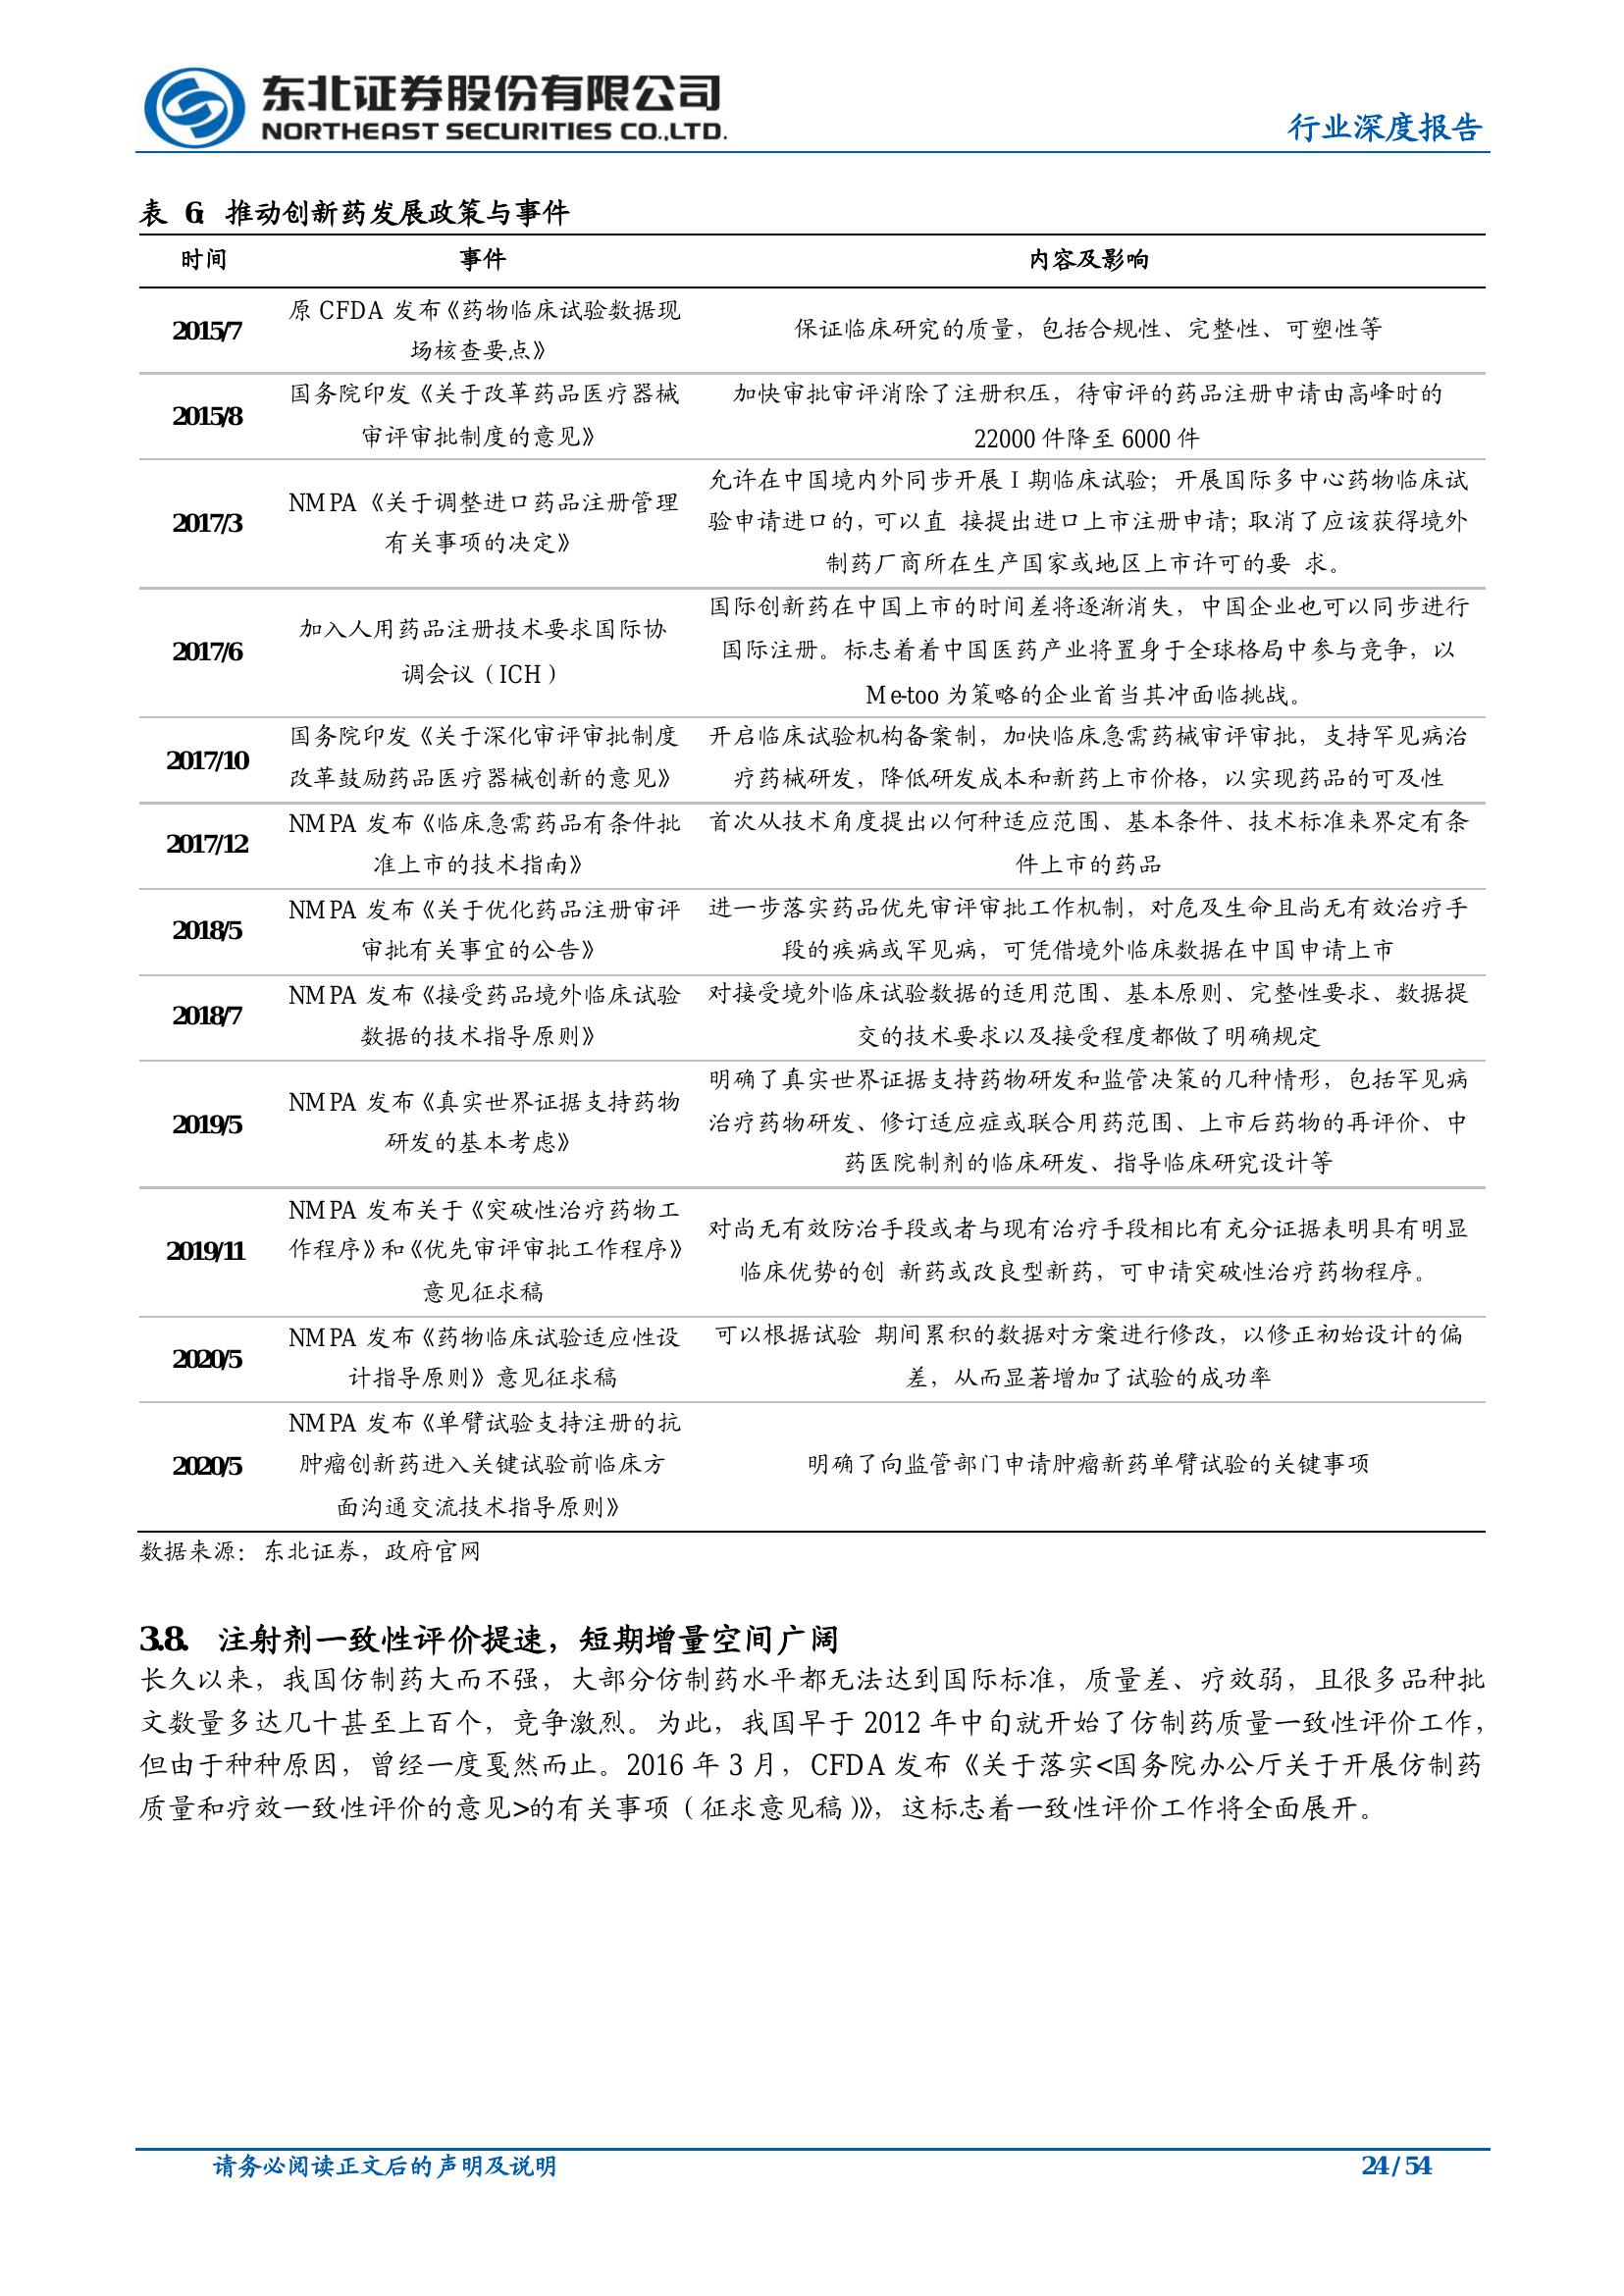 东北证券股份有限公司
NORTHEAST SECURITIES CO.,LTD.
行业深度报告
表 6: 推动创新药发展政策与事件
时间 事件 内容及影响
2015/7
原 CFDA 发布《药物临床试验数据现
场核查要点》
保证临床研究的质量，包括合规性、完整性、可塑性等
2015/8
国务院印发《关于改革药品医疗器械
审评审批制度的意见》
加快审批审评消除了注册积压，待审评的药品注册申请由高峰时的
22000 件降至 6000 件
2017/3
NMPA《关于调整进口药品注册管理
有关事项的决定》
允许在中国境内外同步开展 I 期临床试验；开展国际多中心药物临床试
验申请进口的，可以直 接提出进口上市注册申请；取消了应该获得境外
制药厂商所在生产国家或地区上市许可的要 求。
2017/6
加入人用药品注册技术要求国际协
调会议（ICH）
国际创新药在中国上市的时间差将逐渐消失，中国企业也可以同步进行
国际注册。标志着着中国医药产业将置身于全球格局中参与竞争，以
Me-too 为策略的企业首当其冲面临挑战。
2017/10
国务院印发《关于深化审评审批制度
改革鼓励药品医疗器械创新的意见》
开启临床试验机构备案制，加快临床急需药械审评审批，支持罕见病治
疗药械研发，降低研发成本和新药上市价格，以实现药品的可及性
2017/12
NMPA 发布《临床急需药品有条件批
准上市的技术指南》
首次从技术角度提出以何种适应范围、基本条件、技术标准来界定有条
件上市的药品
2018/5
NMPA 发布《关于优化药品注册审评
审批有关事宜的公告》
进一步落实药品优先审评审批工作机制，对危及生命且尚无有效治疗手
段的疾病或罕见病，可凭借境外临床数据在中国申请上市
2018/7
NMPA 发布《接受药品境外临床试验
数据的技术指导原则》
对接受境外临床试验数据的适用范围、基本原则、完整性要求、数据提
交的技术要求以及接受程度都做了明确规定
2019/5
NMPA 发布《真实世界证据支持药物
研发的基本考虑》
明确了真实世界证据支持药物研发和监管决策的几种情形，包括罕见病
治疗药物研发、修订适应症或联合用药范围、上市后药物的再评价、中
药医院制剂的临床研发、指导临床研究设计等
2019/11
NMPA 发布关于《突破性治疗药物工
作程序》和《优先审评审批工作程序》
意见征求稿
对尚无有效防治手段或者与现有治疗手段相比有充分证据表明具有明显
临床优势的创 新药或改良型新药，可申请突破性治疗药物程序。
2020/5
NMPA 发布《药物临床试验适应性设
计指导原则》意见征求稿
可以根据试验 期间累积的数据对方案进行修改，以修正初始设计的偏
差，从而显著增加了试验的成功率
2020/5
NMPA 发布《单臂试验支持注册的抗
肿瘤创新药进入关键试验前临床方
面沟通交流技术指导原则》
明确了向监管部门申请肿瘤新药单臂试验的关键事项
数据来源：东北证券，政府官网
3.8. 注射剂一致性评价提速，短期增量空间广阔
长久以来，我国仿制药大而不强，大部分仿制药水平都无法达到国际标准，质量差、疗效弱，且很多品种批
文数量多达几十甚至上百个，竞争激烈。为此，我国早于 2012 年中旬就开始了仿制药质量一致性评价工作，
但由于种种原因，曾经一度戛然而止。2016 年 3 月，CFDA 发布《关于落实<国务院办公厅关于开展仿制药
质量和疗效一致性评价的意见>的有关事项（征求意见稿）》，这标志着一致性评价工作将全面展开。
请务必阅读正文后的声明及说明 24 / 54